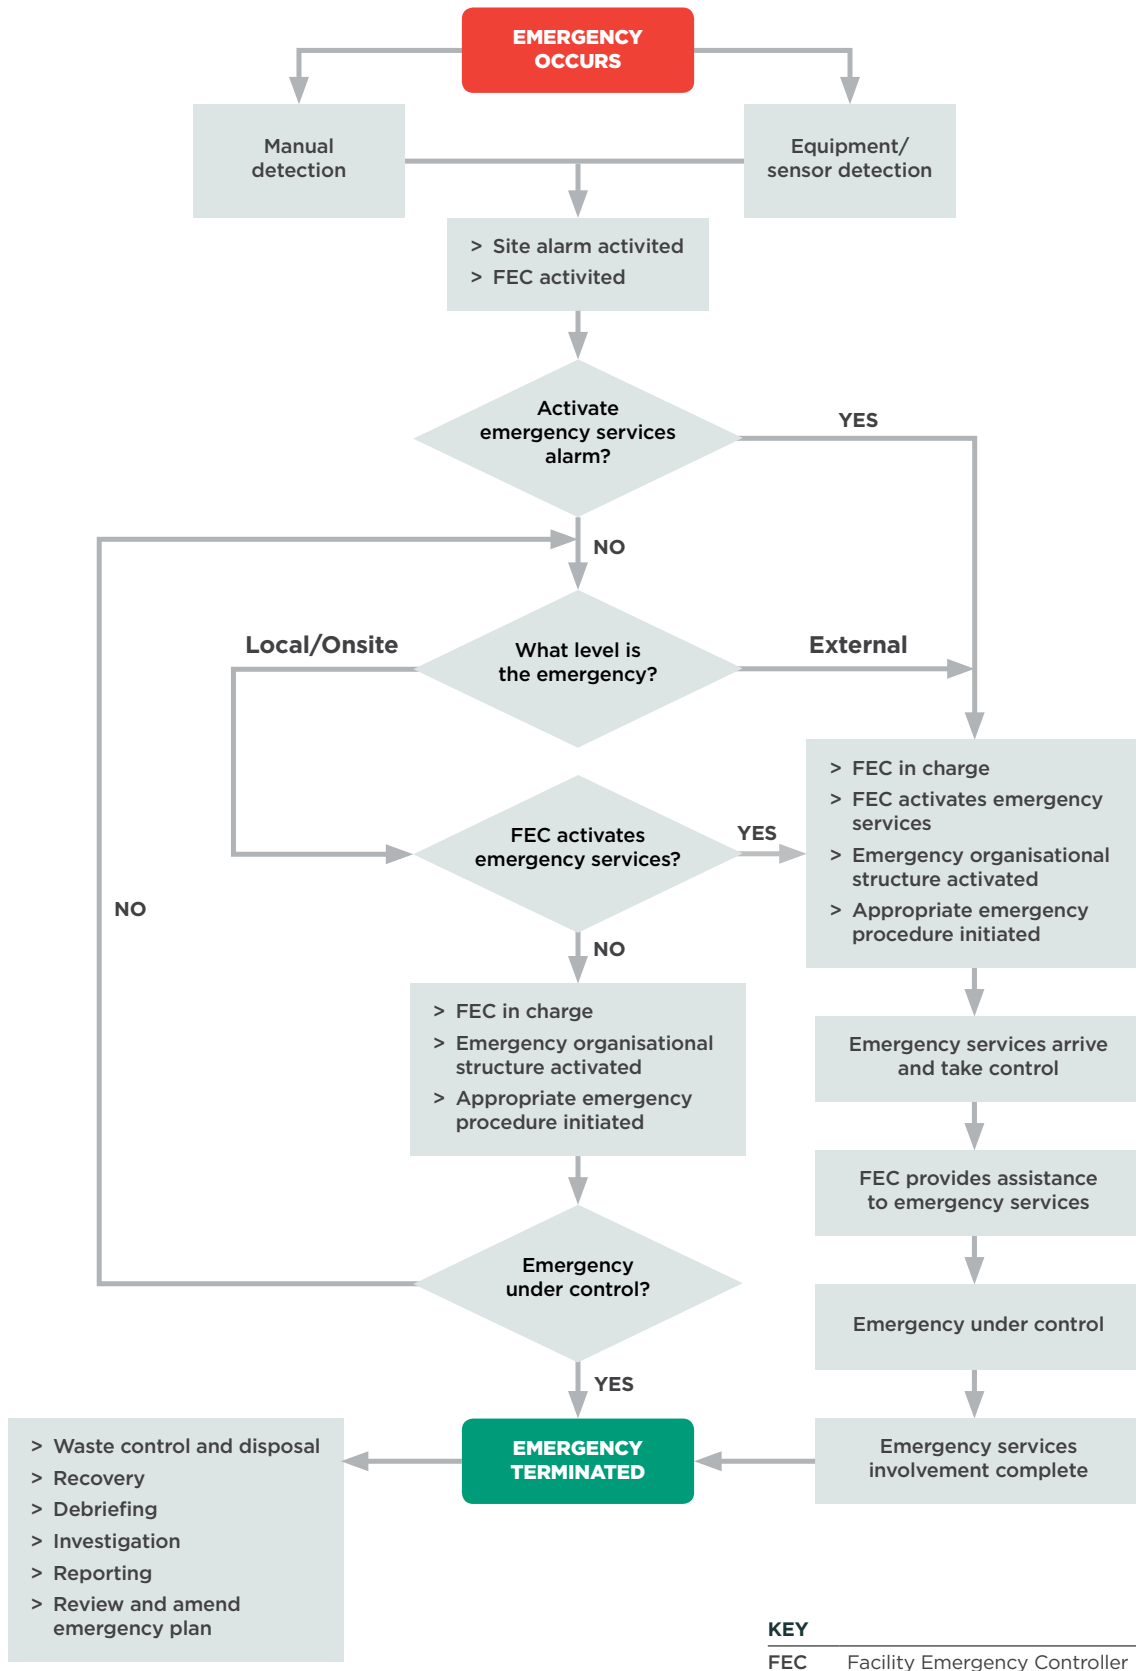 EMERGENCY
OCCURS
Manual
detection
Equipment/
sensor detection
> Site alarm activited
> FEC activited
Activate
emergency services
alarm?
YES
NO
Local/Onsite
What level is
the emergency?
External
FEC activates
emergency services?
YES
> FEC in charge
> FEC activates emergency
services
> Emergency organisational
structure activated
> Appropriate emergency
procedure initiated
NO
NO
> FEC in charge
> Emergency organisational
structure activated
> Appropriate emergency
procedure initiated
Emergency services arrive
and take control
FEC provides assistance
to emergency services
Emergency
under control?
Emergency under control
YES
> Waste control and disposal
> Recovery
> Debriefing
> Investigation
> Reporting
> Review and amend
emergency plan
EMERGENCY
TERMINATED
Emergency services
involvement complete
KEY
FEC Facility Emergency Controller